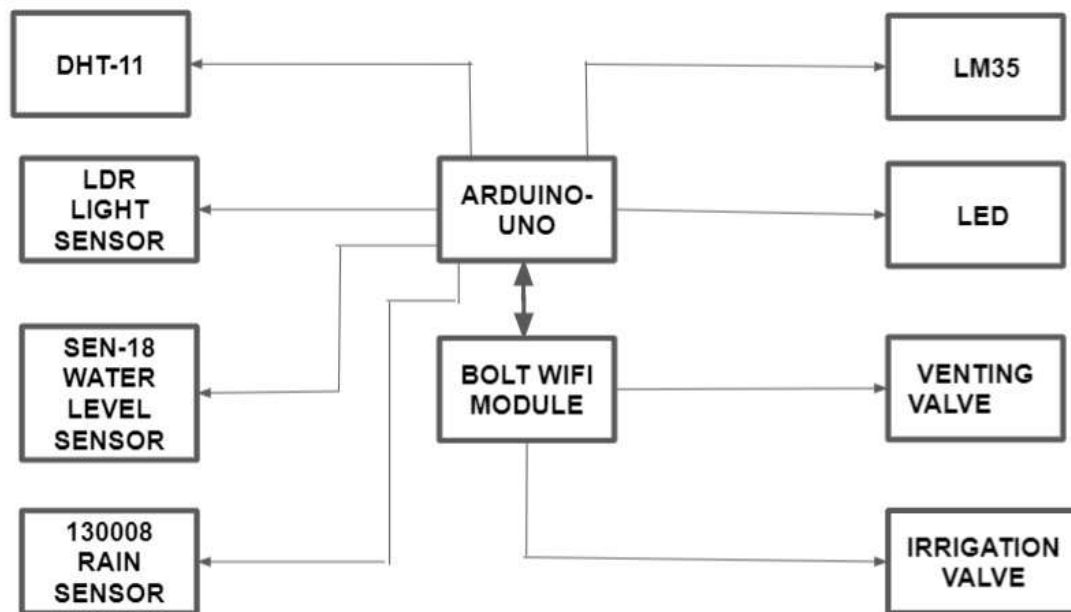 DHT-11
LM35
LDR
LIGHT
SENSOR
ARDUINO-
UNO
LED
SEN-18
WATER
LEVEL
SENSOR
BOLT WIFI
MODULE
VENTING
VALVE
130008
RAIN
SENSOR
IRRIGATION
VALVE